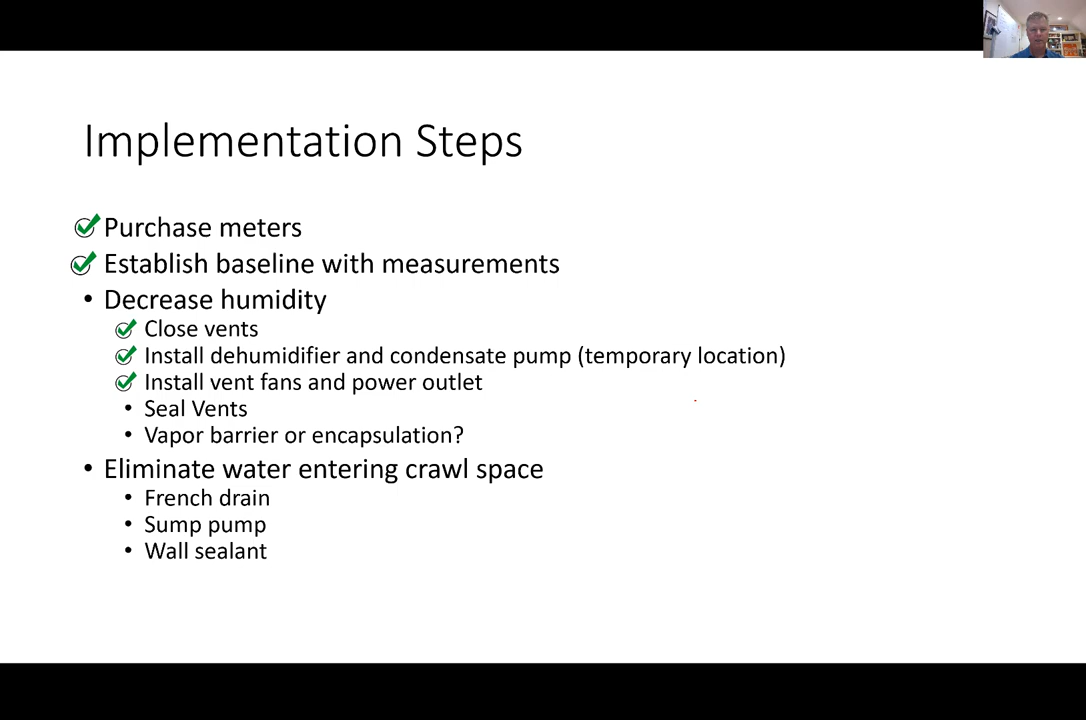 Implementation Steps
Purchase meters
Establish baseline with measurements
• Decrease humidity
Close vents
Install dehumidifier and condensate pump (temporary location)
Install vent fans and power outlet
• Seal Vents
• Vapor barrier or encapsulation?
• Eliminate water entering crawl space
• French drain
• Sump pump
• Wall sealant